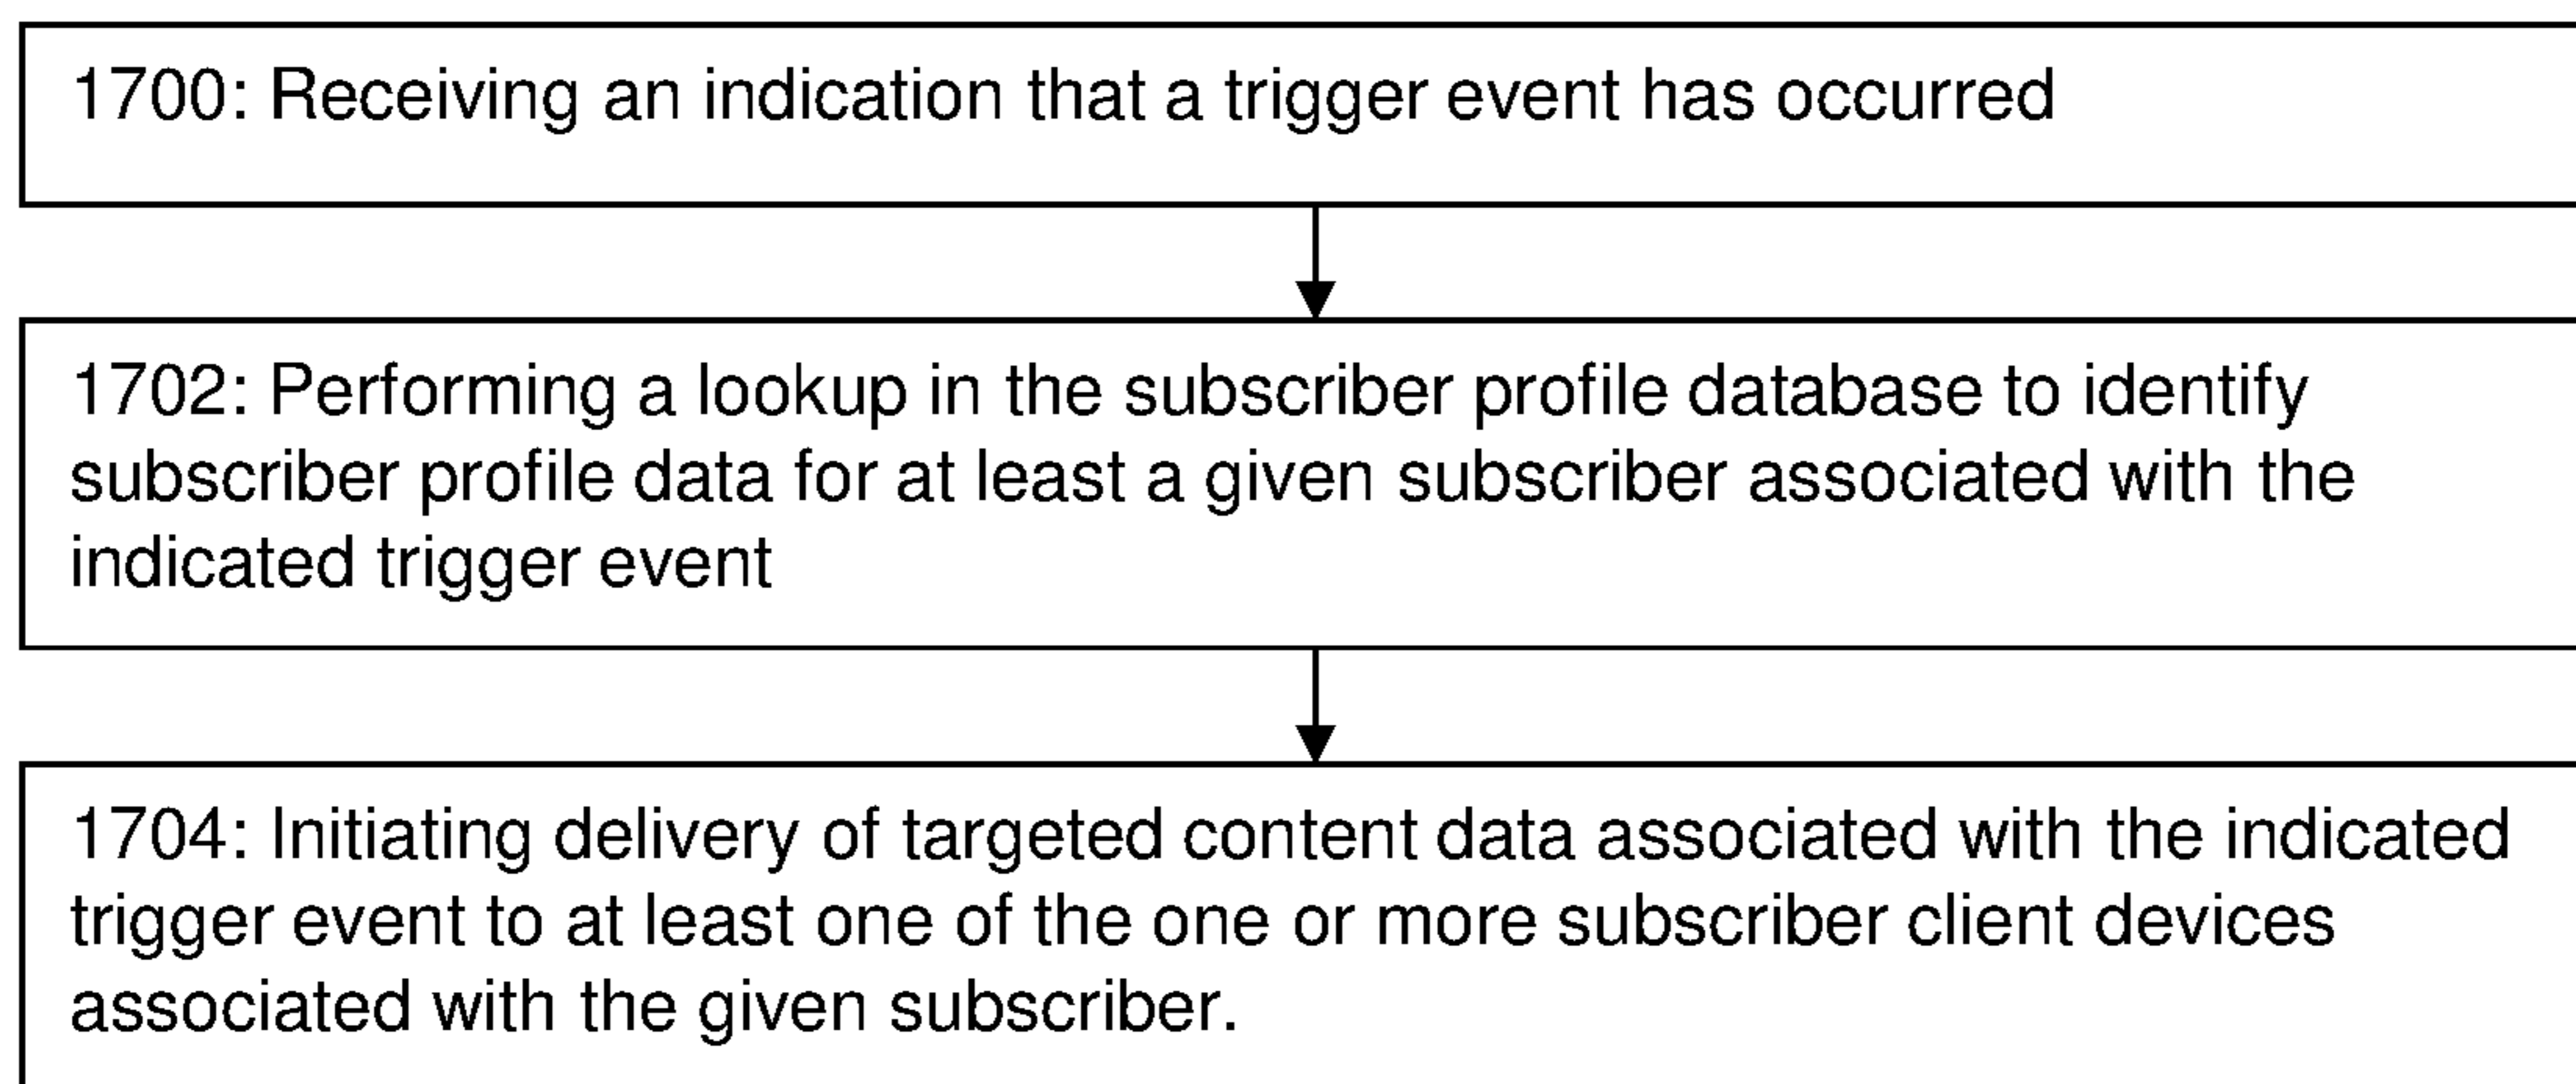 1700: Receiving an indication that a trigger event has occurred
1702: Performing a lookup in the subscriber profile database to identify
subscriber profile data for at least a given subscriber associated with the
indicated trigger event
1704: Initiating delivery of targeted content data associated with the indicated
trigger event to at least one of the one or more subscriber client devices
associated with the given subscriber.